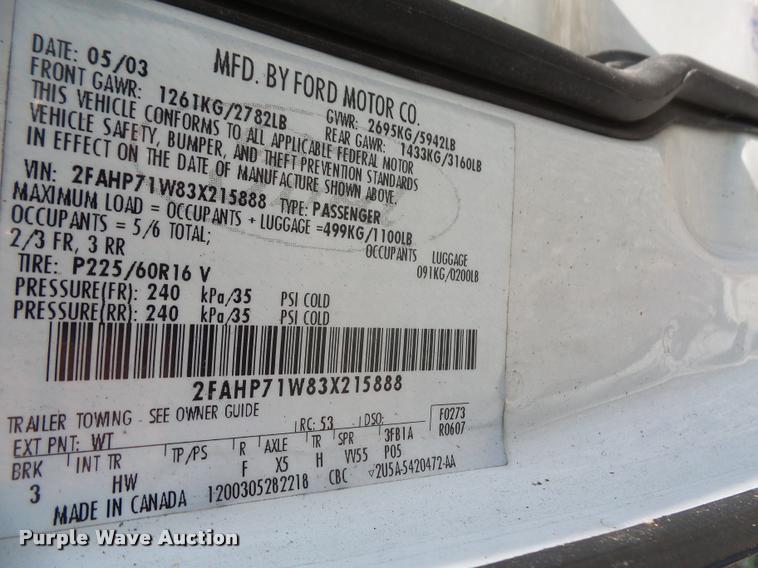 DATE: 05/03 MFD. BY FORD MOTOR CO.
FRONT GAWR: 1261KG/2782LB GVWR: 2695KG/5942LB
REAR GAWR: 1433KG/3160LB
THIS VEHICLE CONFORMS TO ALL APPLICABLE FEDERAL MOTOR
VEHICLE SAFETY, BUMPER, AND THEFT PREVENTION STANDARDS
IN EFFECT ON THE DATE OF MANUFACTURE SHOWN ABOVE.
VIN: 2FAHP71W83X215888 TYPE: PASSENGER
MAXIMUM LOAD = OCCUPANTS + LUGGAGE =499KG/1100LB
OCCUPANTS = 5/6 TOTAL; OCCUPANTS LUGGAGE
2/3 FR, 3 RR 091KG/0200LB
TIRE: P225/60R16 V
PRESSURE(FR): 240 kPa/35 PSI COLD
PRESSURE(RR): 240 kPa/35 PSI COLD
2FAHP71W83X215888
TRAILER TOWING - SEE OWNER GUIDE F0273
EXT PNT: WT RC: 53 DSO: R0607
BRK INT TR TP/PS R AXLE TR SPR 3FB1A
3 HW F X5 H VV55 P05
MADE IN CANADA 1200305282218 CBC 2U5A-5420472-AA
Purple Wave Auction